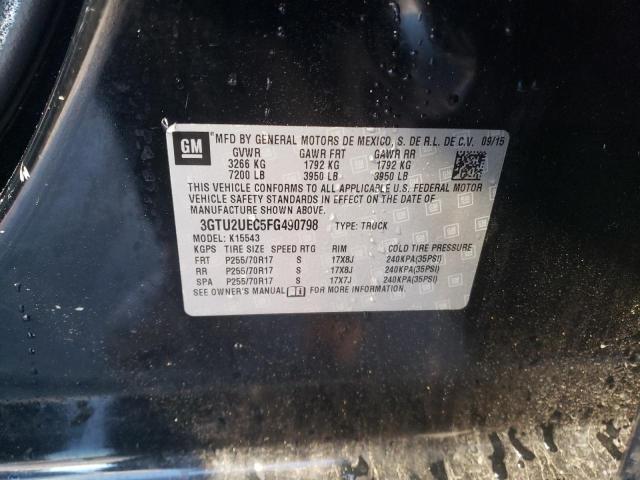 GM ® MFD BY GENERAL MOTORS DE MEXICO, S. DE R.L. DE C.V. 09/15
GVWR GAWR FRT GAWR RR
3266 KG 1792 KG 1792 KG
7200 LB 3950 LB 3950 LB
THIS VEHICLE CONFORMS TO ALL APPLICABLE U.S. FEDERAL MOTOR
VEHICLE SAFETY STANDARDS IN EFFECT ON THE DATE OF
MANUFACTURE SHOWN ABOVE.
3GTU2UEC5FG490798 TYPE: TRUCK
MODEL: K15543
KGPS TIRE SIZE SPEED RTG RIM COLD TIRE PRESSURE
FRT P255/70R17 S 17X8J 240KPA(35PSI)
RR P255/70R17 S 17X8J 240KPA(35PSI)
SPA P255/70R17 S 17X7J 240KPA(35PSI)
SEE OWNER'S MANUAL FOR MORE INFORMATION.